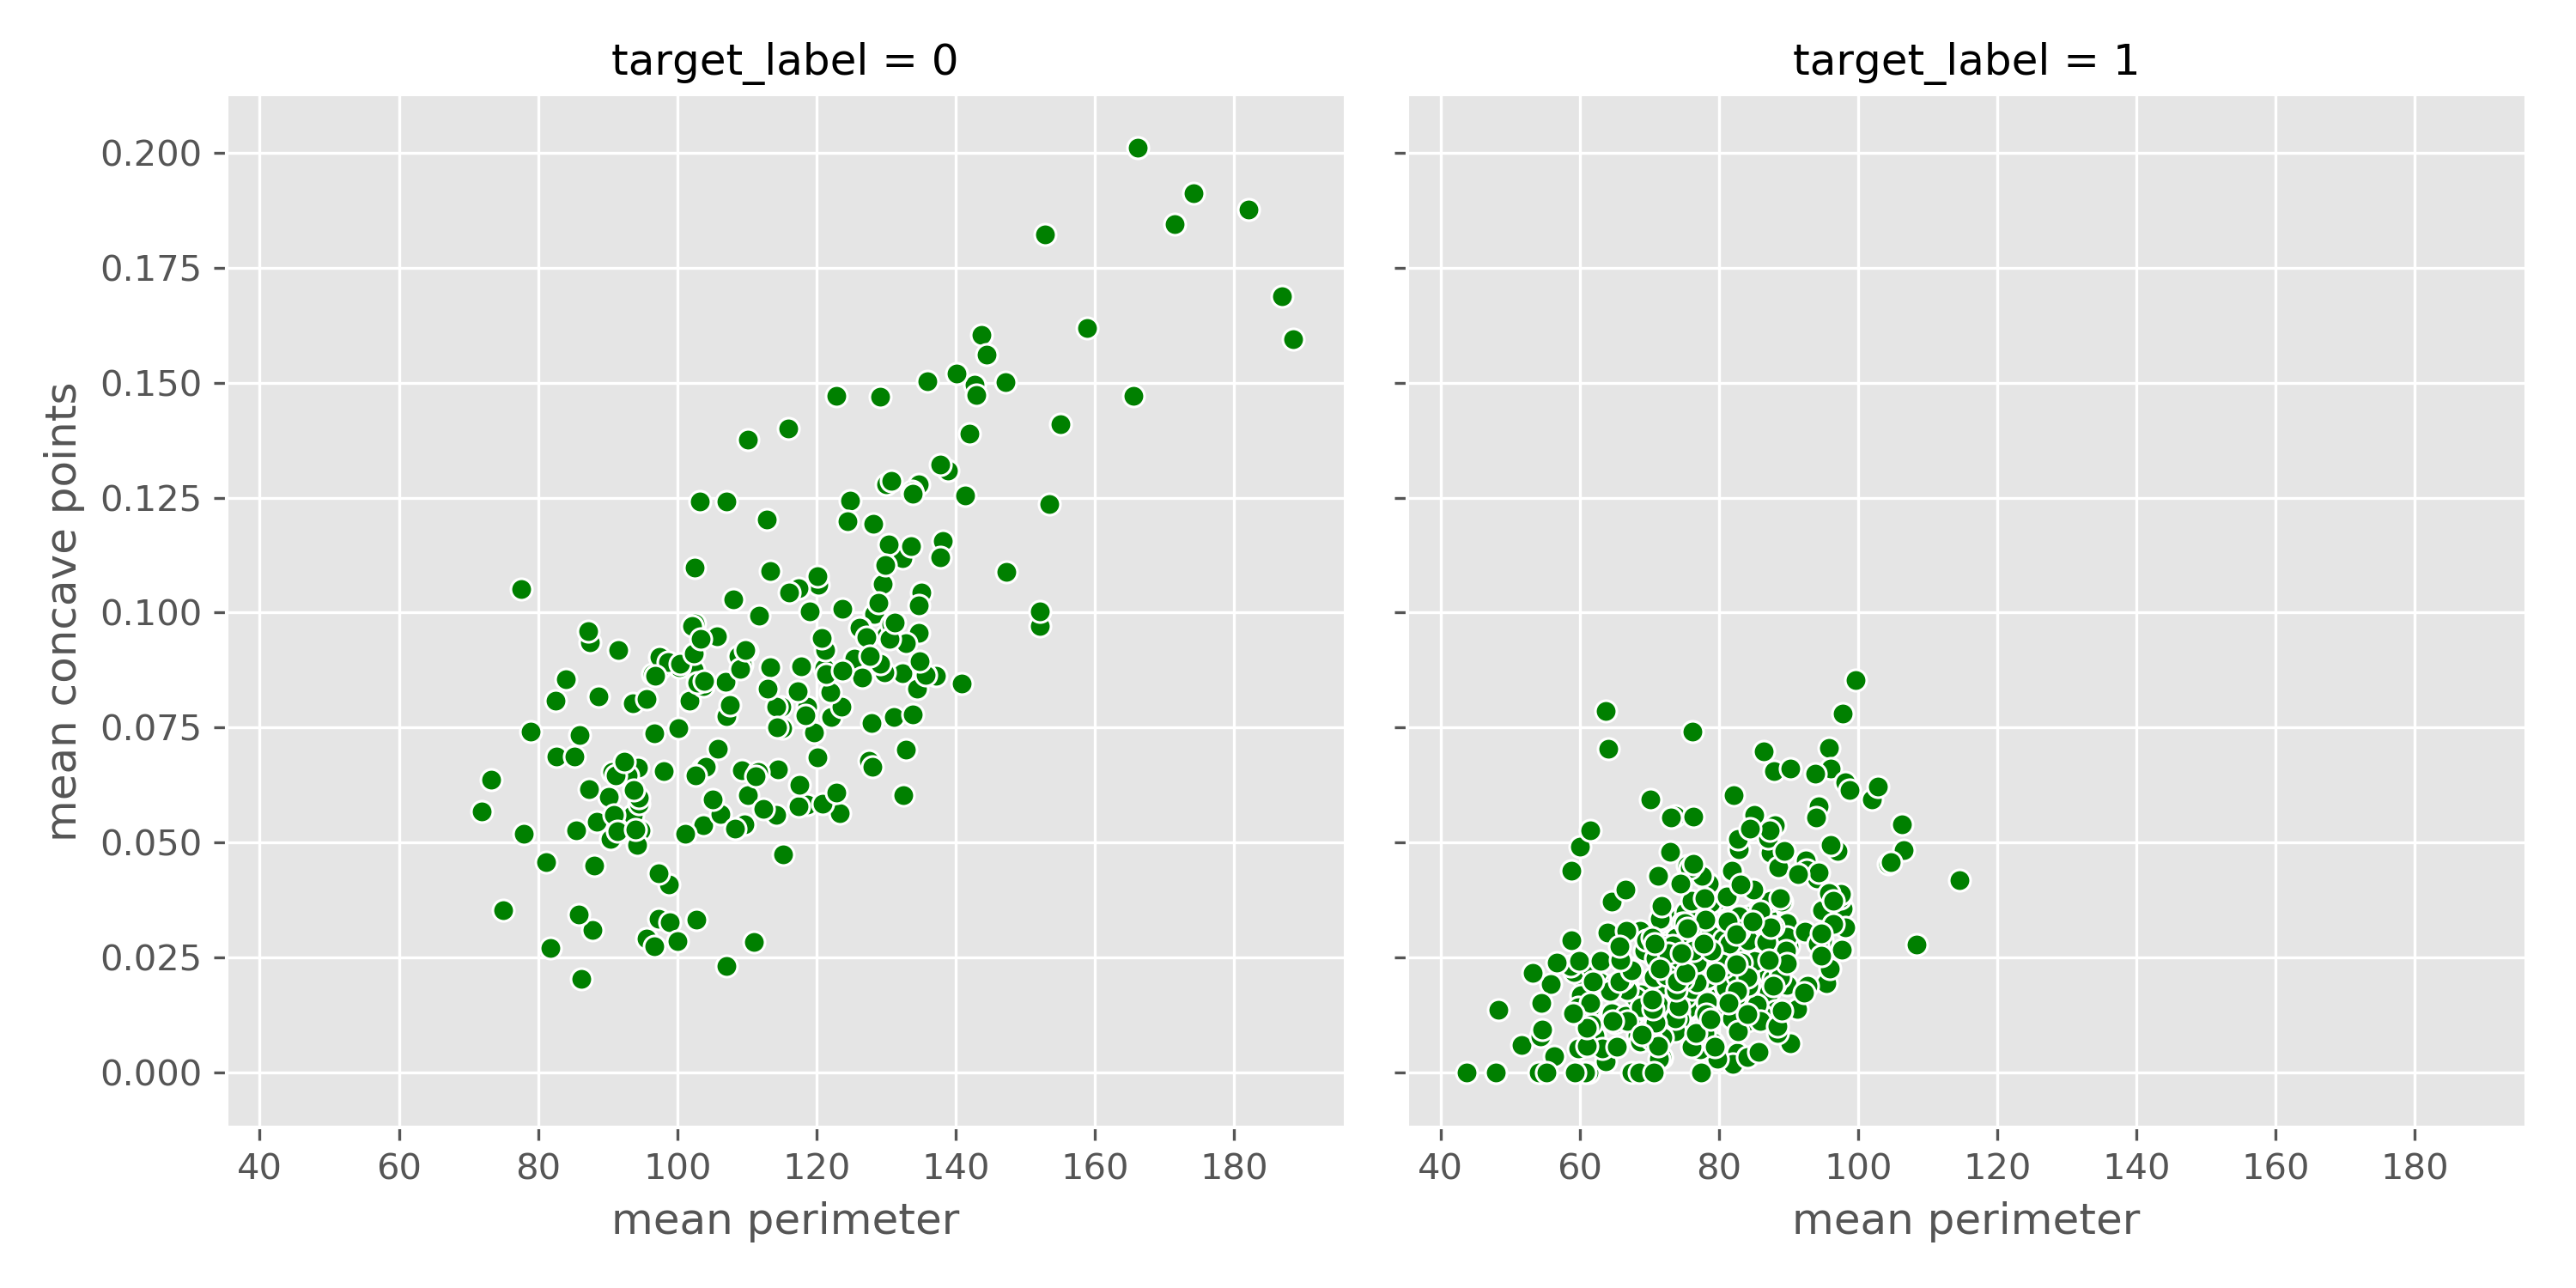 target_label = 0
target_label = 1
mean concave points
0.200
0.175
0.150
0.125
0.100
0.075
0.050
0.025
0.000
40 60 80 100 120 140 160 180
40 60 80 100 120 140 160 180
mean perimeter
mean perimeter